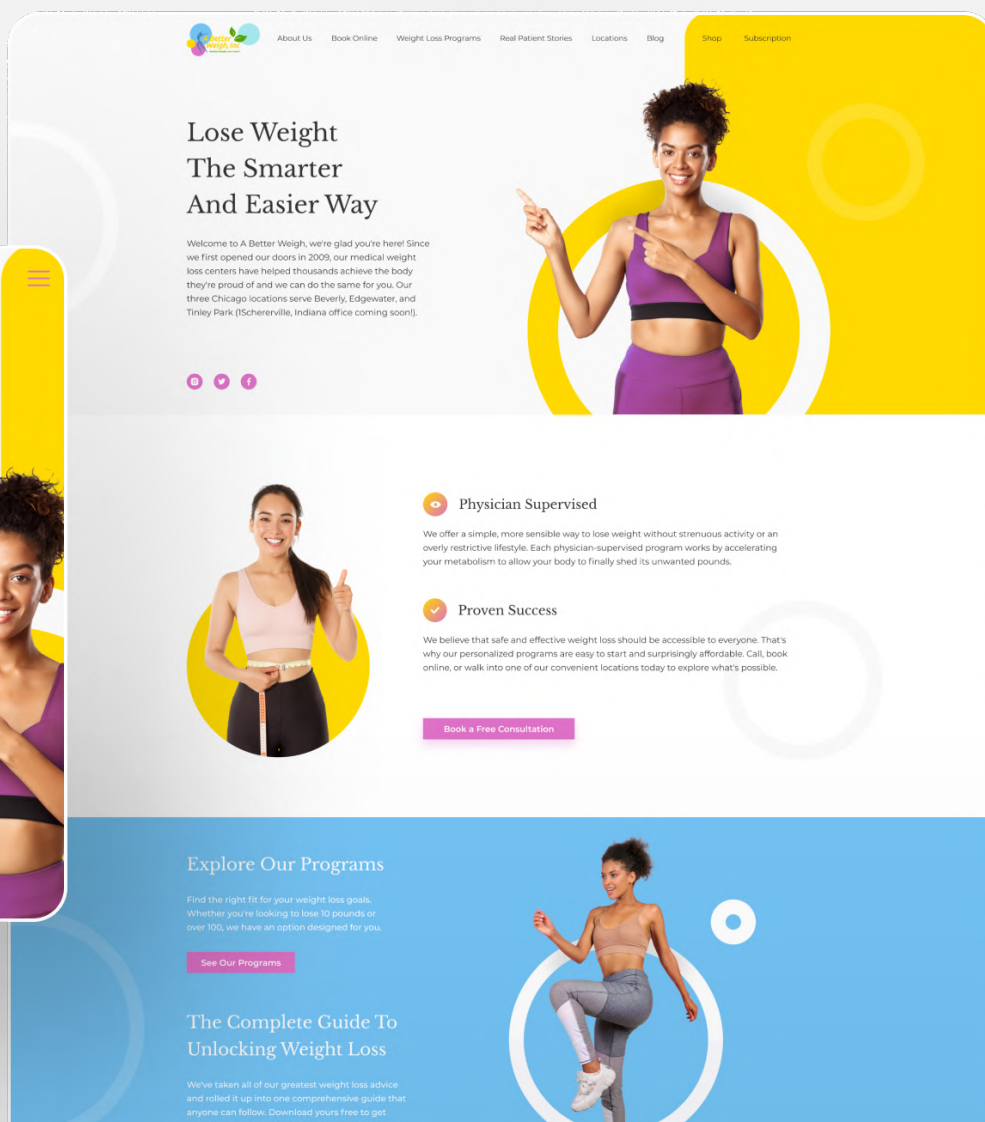 A Better
Weigh, INC
About Us Book Online Weight Loss Programs Real Patient Stories Locations Blog Shop Subscription
Lose Weight
The Smarter
And Easier Way
Welcome to A Better Weigh, we're glad you're here! Since
we first opened our doors in 2009, our medical weight
loss centers have helped thousands achieve the body
they're proud of and we can do the same for you. Our
three Chicago locations serve Beverly, Edgewater, and
Tinley Park (1Schererville, Indiana office coming soon!).
Physician Supervised
We offer a simple, more sensible way to lose weight without strenuous activity or an
overly restrictive lifestyle. Each physician-supervised program works by accelerating
your metabolism to allow your body to finally shed its unwanted pounds.
Proven Success
We believe that safe and effective weight loss should be accessible to everyone. That's
why our personalized programs are easy to start and surprisingly affordable. Call, book
online, or walk into one of our convenient locations today to explore what's possible.
Book a Free Consultation
Explore Our Programs
Find the right fit for your weight loss goals.
Whether you're looking to lose 10 pounds or
over 100, we have an option designed for you.
See Our Programs
The Complete Guide To
Unlocking Weight Loss
We've taken all of our greatest weight loss advice
and rolled it up into one comprehensive guide that
anyone can follow. Download yours free to get